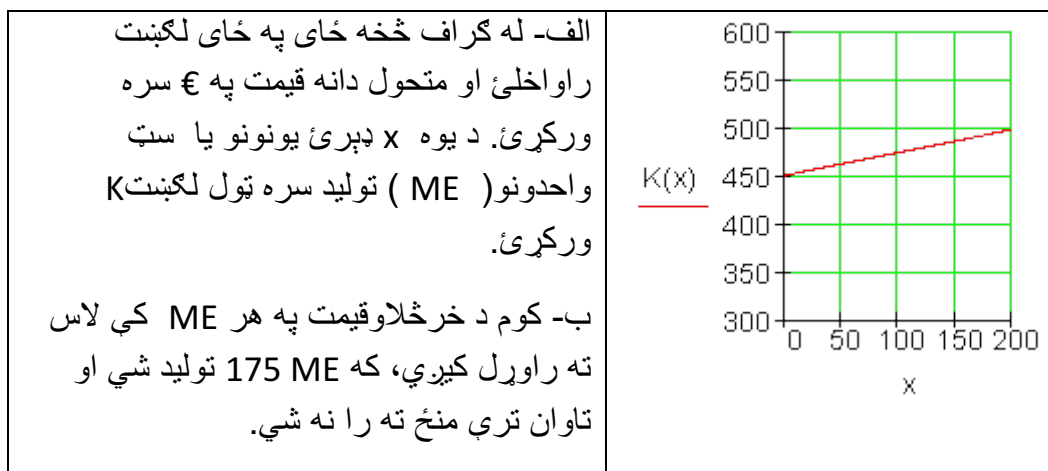 الف- له ګراف څخه ځای په ځای لګښت
راواخلئ او متحول دانه قیمت په € سره
ورکړئ. د یوه x ډېرئ یونونو یا سټ
واحدونو( ME ) تولید سره ټول لګښتK
ورکړئ.
ب- کوم د خرڅلاوقیمت په هر ME کې لاس
ته راوړل کیږي، که 175 ME تولید شي او
تاوان ترې منځ ته را نه شي.
600
550
500
K(x) 450
400
350
300
0 50 100 150 200
x